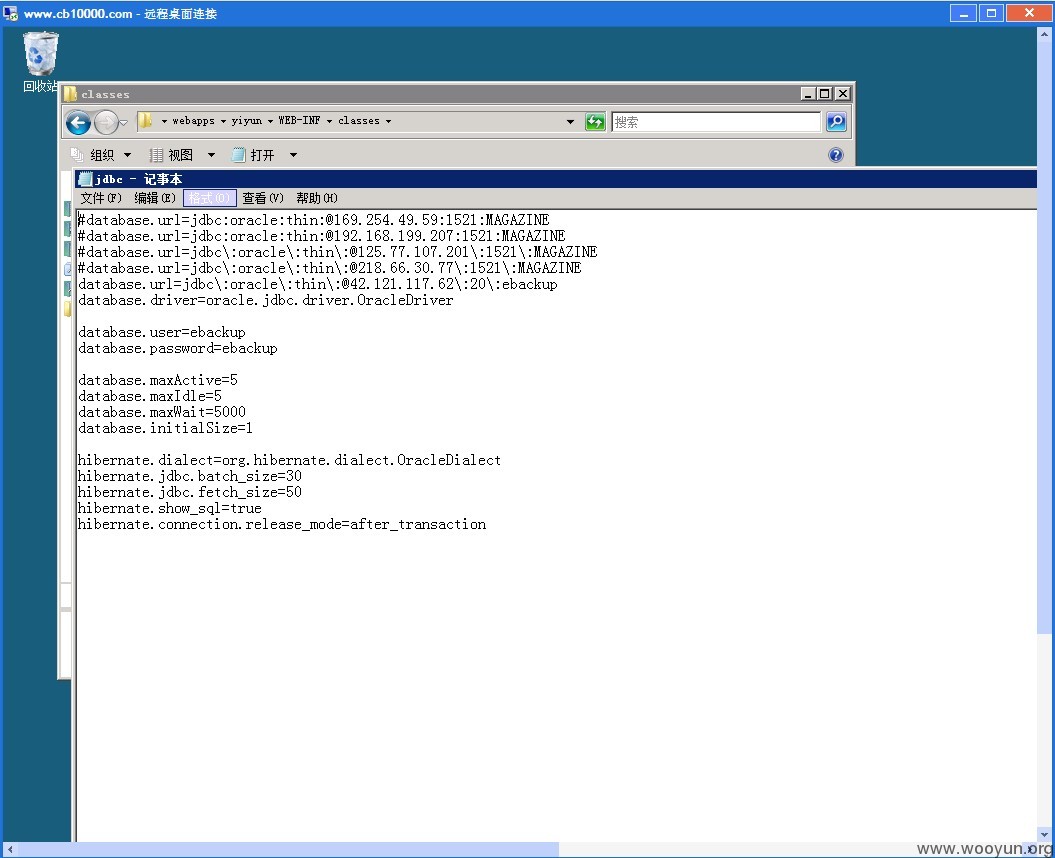 www.cb10000.com - 远程桌面连接
回收站
classes
webapps yiyun WEB-INF classes
搜索
组织 视图 打开
jdbc - 记事本
文件(F) 编辑(E) 格式(O) 查看(V) 帮助(H)
#database.url=jdbc:oracle:thin:@169.254.49.59:1521:MAGAZINE
#database.url=jdbc:oracle:thin:@192.168.199.207:1521:MAGAZINE
#database.url=jdbc\:oracle\:thin\:@125.77.107.201\:1521\:MAGAZINE
#database.url=jdbc\:oracle\:thin\:@218.66.30.77\:1521\:MAGAZINE
database.url=jdbc\:oracle\:thin\:@42.121.117.62\:20\:ebackup
database.driver=oracle.jdbc.driver.OracleDriver
database.user=ebackup
database.password=ebackup
database.maxActive=5
database.maxIdle=5
database.maxWait=5000
database.initialSize=1
hibernate.dialect=org.hibernate.dialect.OracleDialect
hibernate.jdbc.batch_size=30
hibernate.jdbc.fetch_size=50
hibernate.show_sql=true
hibernate.connection.release_mode=after_transaction
www.wooyun.org